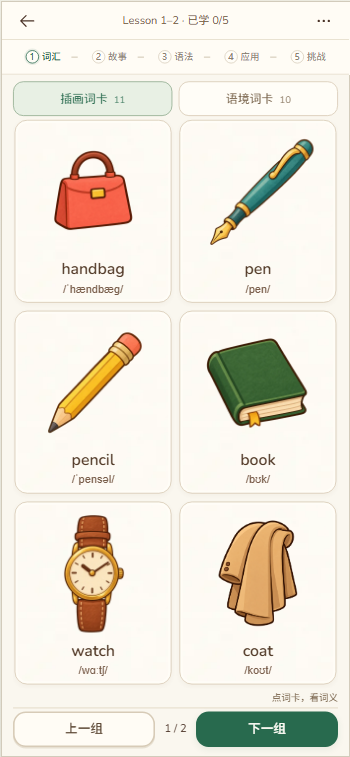 Lesson 1–2 · 已学 0/5
1 词汇 – 2 故事 – 3 语法 – 4 应用 – 5 挑战
插画词卡 11 语境词卡 10
handbag pen
/ˈhændbæɡ/ /pen/
pencil book
/ˈpensəl/ /bʊk/
watch coat
/wɑːtʃ/ /koʊt/
点词卡，看词义
上一组 1 / 2 下一组